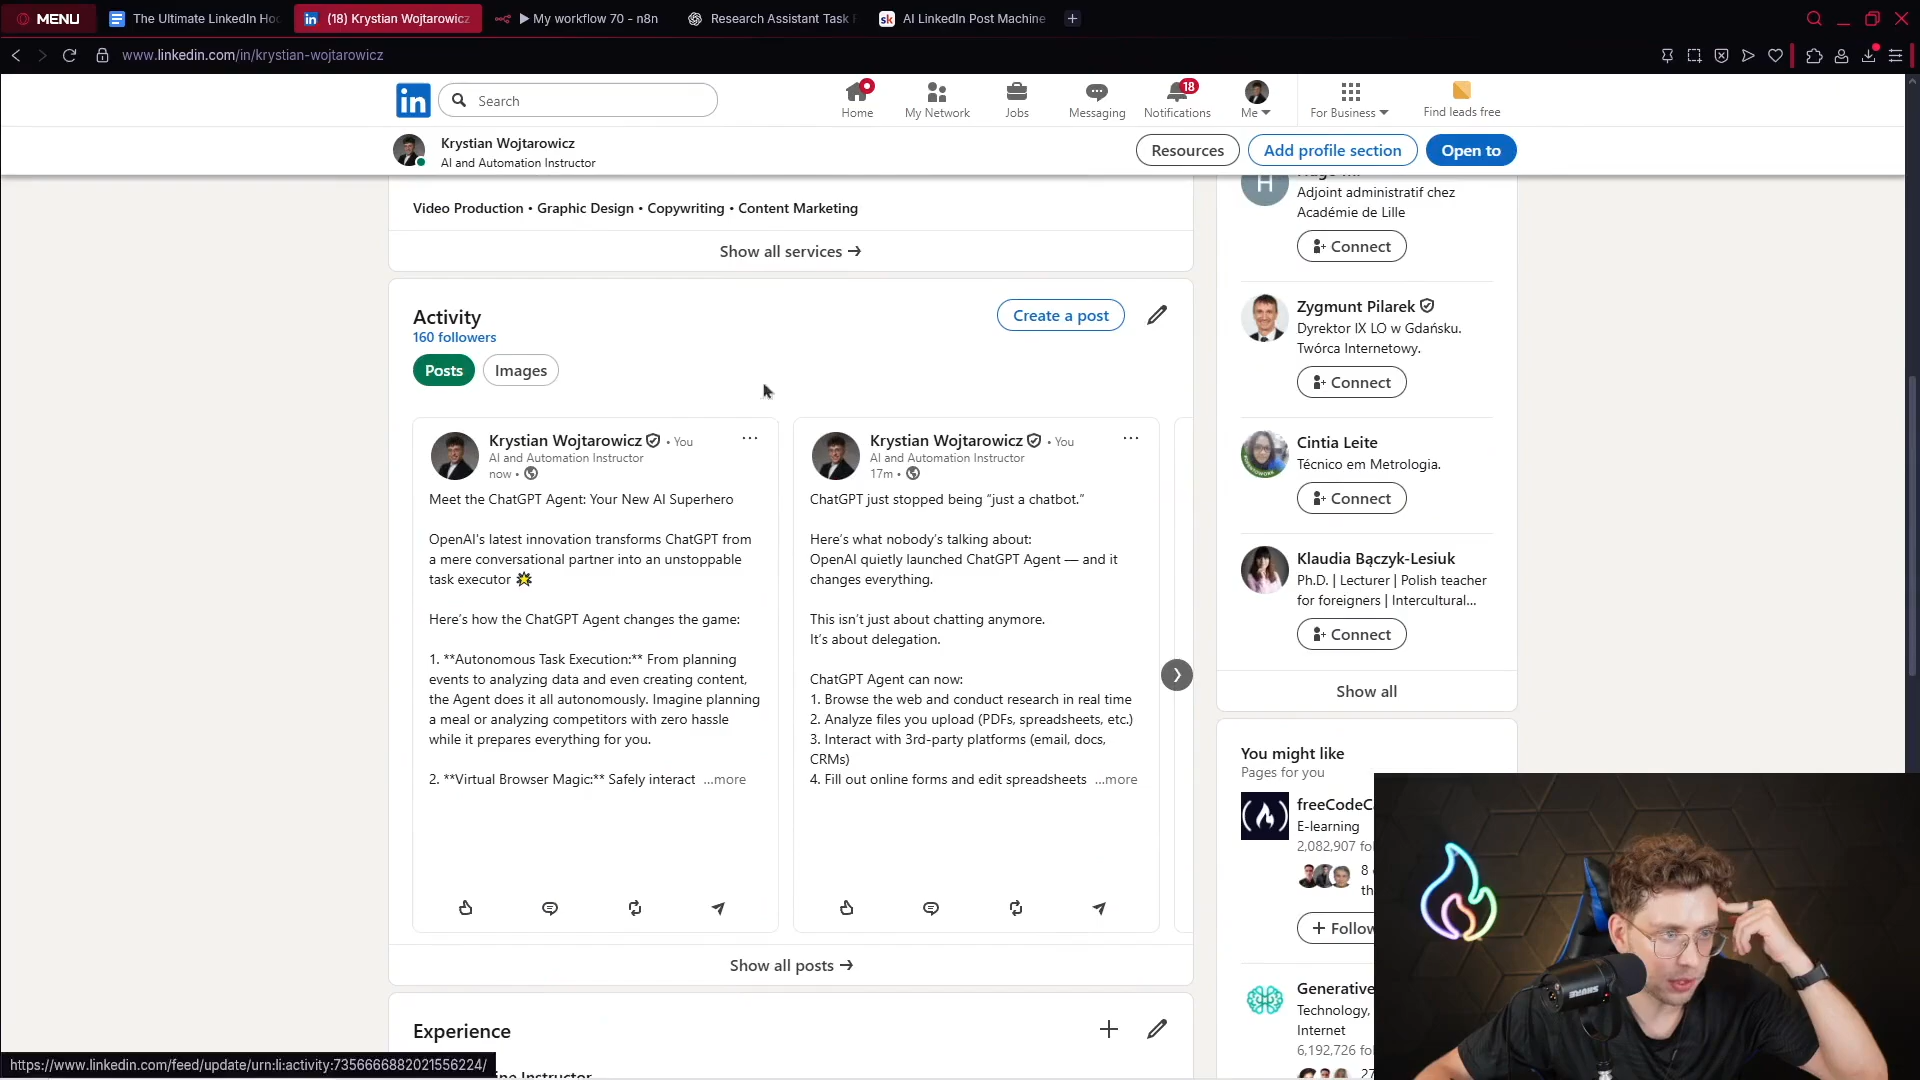 MENU
The Ultimate LinkedIn Hoo
(18) Krystian Wojtarowicz
▶ My workflow 70 - n8n
Research Assistant Task
AI LinkedIn Post Machine
www.linkedin.com/in/krystian-wojtarowicz
Search
Home
My Network
Jobs
Messaging
18
Notifications
Me
For Business
Find leads free
Krystian Wojtarowicz
AI and Automation Instructor
Resources
Add profile section
Open to
Video Production • Graphic Design • Copywriting • Content Marketing
Show all services →
Activity
160 followers
Create a post
Posts
Images
Krystian Wojtarowicz • You
AI and Automation Instructor
now •
Meet the ChatGPT Agent: Your New AI Superhero
OpenAI's latest innovation transforms ChatGPT from
a mere conversational partner into an unstoppable
task executor 💥
Here's how the ChatGPT Agent changes the game:
1. **Autonomous Task Execution:** From planning
events to analyzing data and even creating content,
the Agent does it all autonomously. Imagine planning
a meal or analyzing competitors with zero hassle
while it prepares everything for you.
2. **Virtual Browser Magic:** Safely interact ...more
Krystian Wojtarowicz • You
AI and Automation Instructor
17m •
ChatGPT just stopped being “just a chatbot.”
Here’s what nobody’s talking about:
OpenAI quietly launched ChatGPT Agent — and it
changes everything.
This isn’t just about chatting anymore.
It’s about delegation.
ChatGPT Agent can now:
1. Browse the web and conduct research in real time
2. Analyze files you upload (PDFs, spreadsheets, etc.)
3. Interact with 3rd-party platforms (email, docs,
CRMs)
4. Fill out online forms and edit spreadsheets ...more
Show all posts →
Experience
H
Adjoint administratif chez
Académie de Lille
Connect
Zygmunt Pilarek
Dyrektor IX LO w Gdańsku.
Twórca Internetowy.
Connect
Cintia Leite
Técnico em Metrologia.
Connect
Klaudia Bączyk-Lesiuk
Ph.D. | Lecturer | Polish teacher
for foreigners | Intercultural...
Connect
Show all
You might like
Pages for you
freeCodeC
E-learning
2,082,907 fol
8
th
+ Follow
Generative
Technology,
Internet
6,192,726 fo
27
SHURE
https://www.linkedin.com/feed/update/urn:li:activity:7356666882021556224/